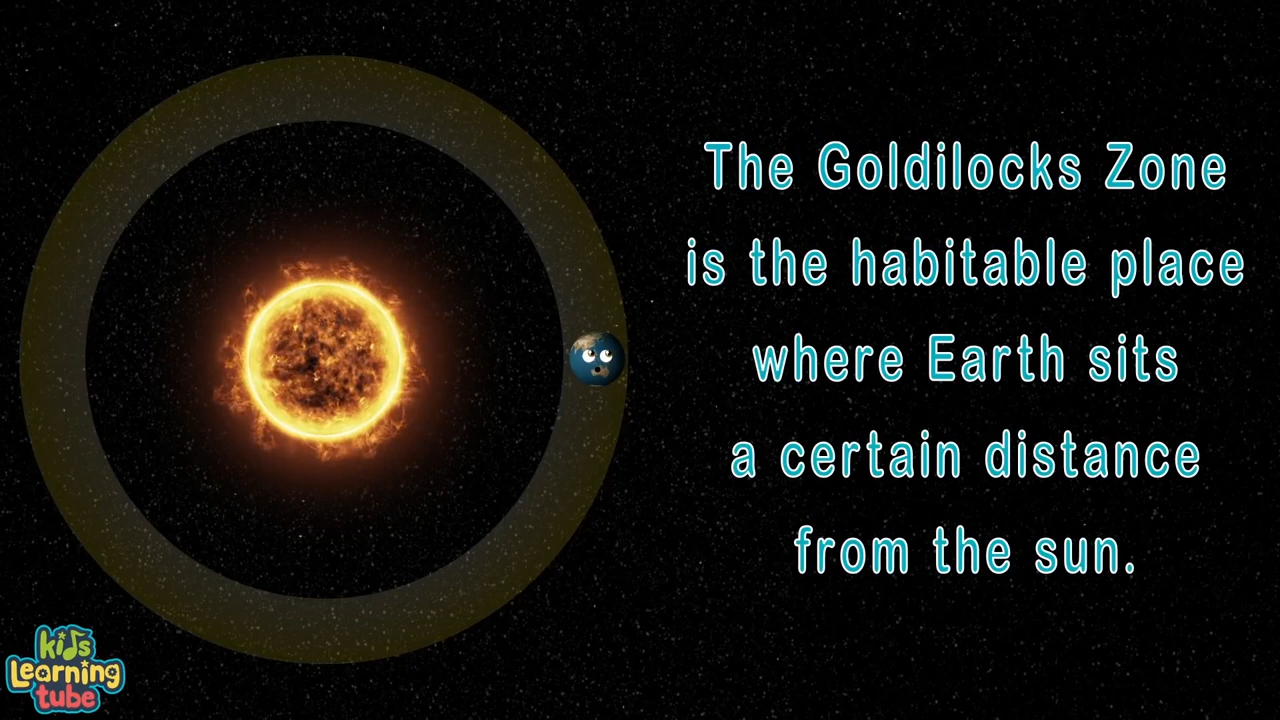 The Goldilocks Zone
is the habitable place
where Earth sits
a certain distance
from the sun.
kids
Learning
tube